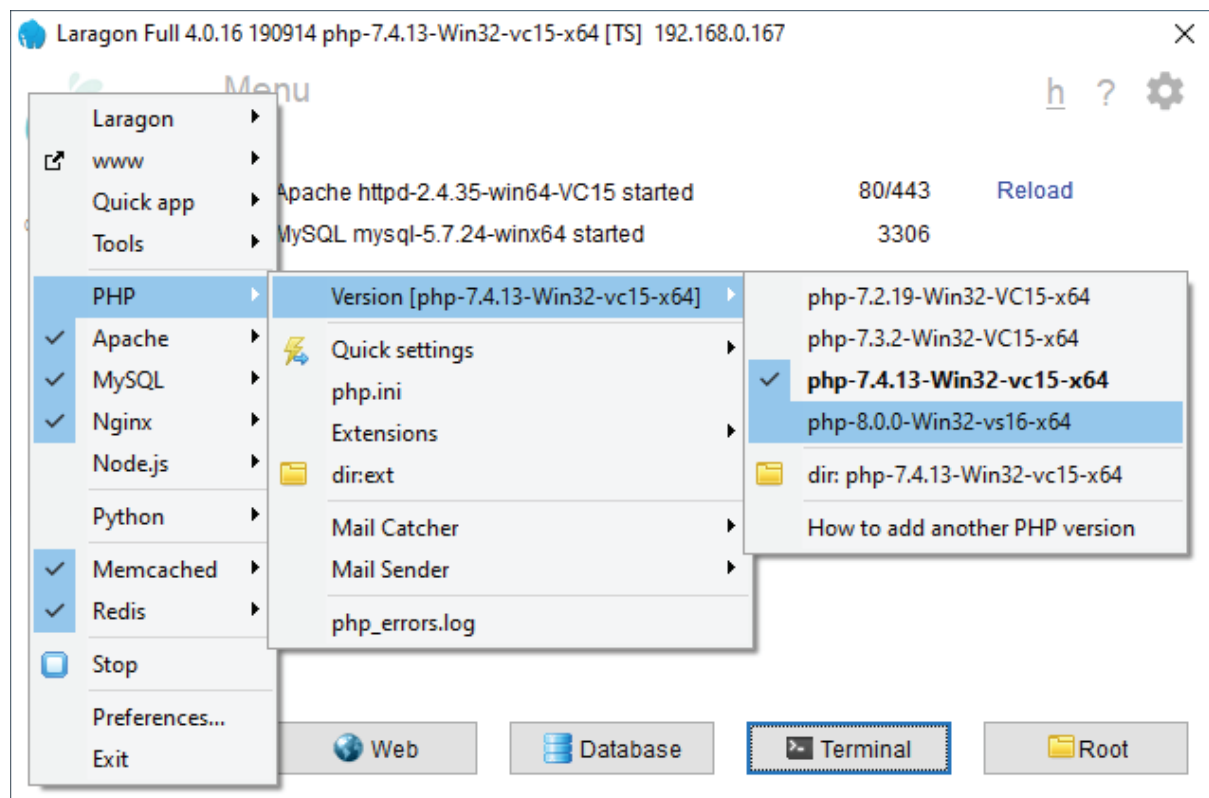 Laragon Full 4.0.16 190914 php-7.4.13-Win32-vc15-x64 [TS] 192.168.0.167
Menu
h ?
Laragon
www
Quick app
Tools
PHP
Apache
MySQL
Nginx
Node.js
Python
Memcached
Redis
Stop
Preferences...
Exit
Apache httpd-2.4.35-win64-VC15 started 80/443 Reload
MySQL mysql-5.7.24-winx64 started 3306
Version [php-7.4.13-Win32-vc15-x64]
Quick settings
php.ini
Extensions
dir:ext
Mail Catcher
Mail Sender
php_errors.log
php-7.2.19-Win32-VC15-x64
php-7.3.2-Win32-VC15-x64
php-7.4.13-Win32-vc15-x64
php-8.0.0-Win32-vs16-x64
dir: php-7.4.13-Win32-vc15-x64
How to add another PHP version
Web Database Terminal Root